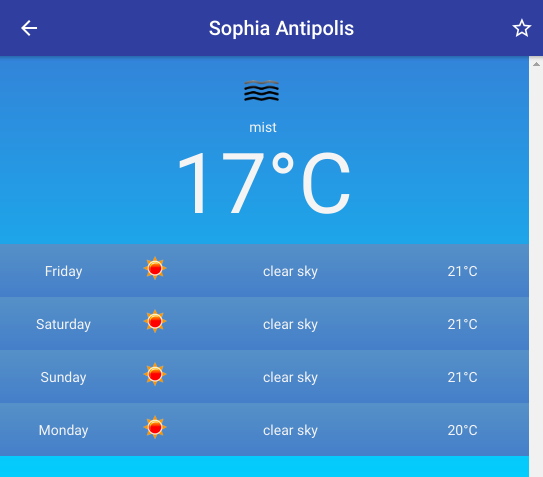 Sophia Antipolis
mist
17°C
Friday clear sky 21°C
Saturday clear sky 21°C
Sunday clear sky 21°C
Monday clear sky 20°C